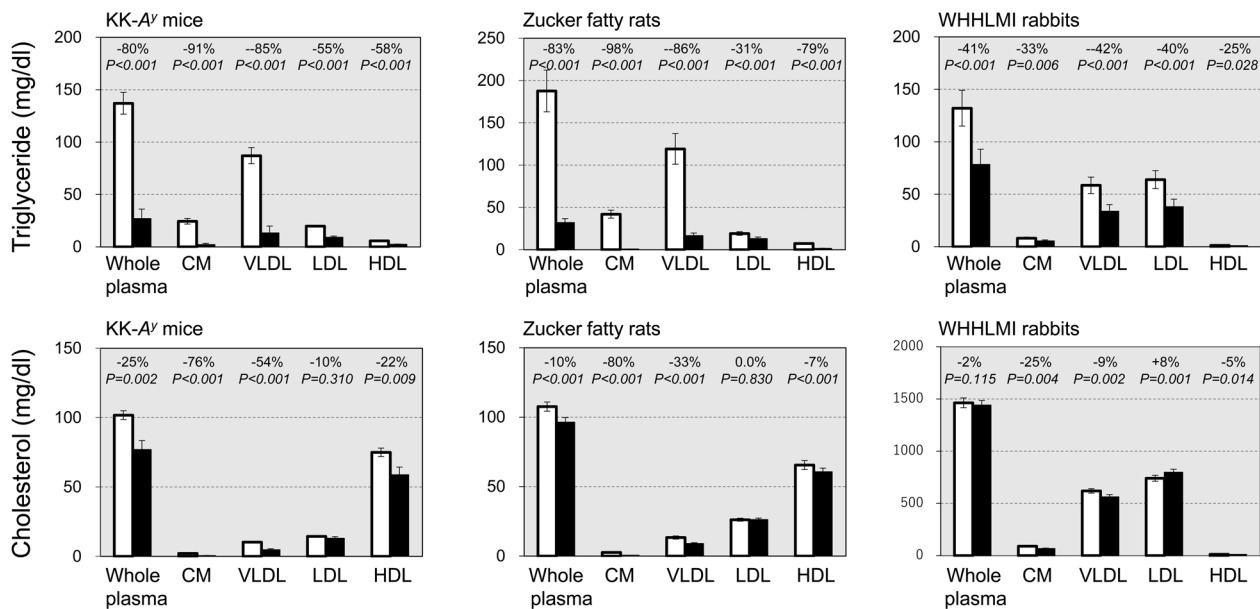 KK-Aʸ mice
Zucker fatty rats
WHHLMI rabbits
Triglyceride (mg/dl)
200
150
100
50
0
-80% -91% --85% -55% -58%
P<0.001 P<0.001 P<0.001 P<0.001 P<0.001
Whole plasma CM VLDL LDL HDL
250
200
150
100
50
0
-83% -98% --86% -31% -79%
P<0.001 P<0.001 P<0.001 P<0.001 P<0.001
Whole plasma CM VLDL LDL HDL
200
150
100
50
0
-41% -33% --42% -40% -25%
P<0.001 P=0.006 P<0.001 P<0.001 P=0.028
Whole plasma CM VLDL LDL HDL
KK-Aʸ mice
Zucker fatty rats
WHHLMI rabbits
Cholesterol (mg/dl)
150
100
50
0
-25% -76% -54% -10% -22%
P=0.002 P<0.001 P<0.001 P=0.310 P=0.009
Whole plasma CM VLDL LDL HDL
150
100
50
0
-10% -80% -33% 0.0% -7%
P<0.001 P<0.001 P<0.001 P=0.830 P<0.001
Whole plasma CM VLDL LDL HDL
2000
1500
1000
500
0
-2% -25% -9% +8% -5%
P=0.115 P=0.004 P=0.002 P=0.001 P=0.014
Whole plasma CM VLDL LDL HDL